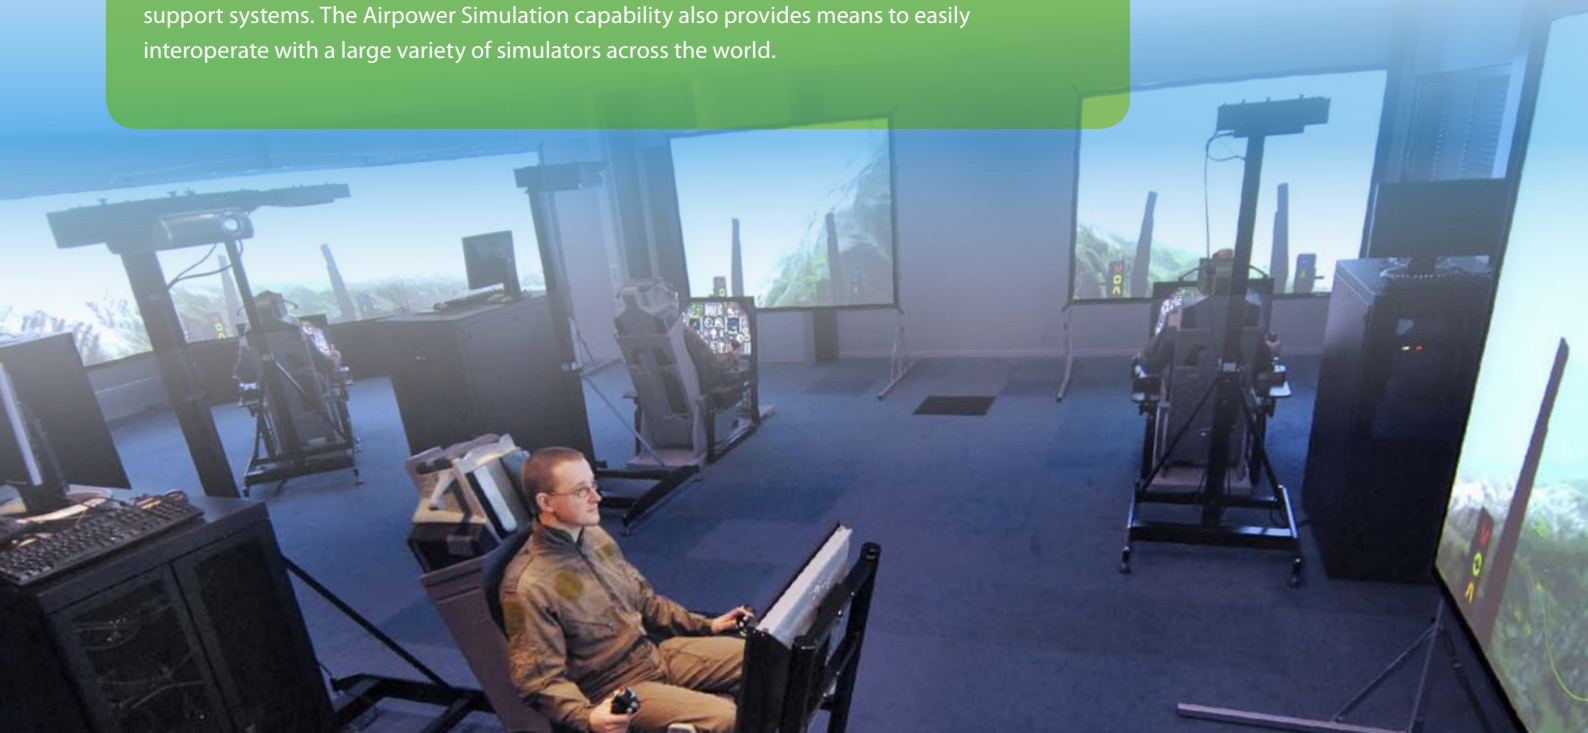 support systems. The Airpower Simulation capability also provides means to easily
interoperate with a large variety of simulators across the world.